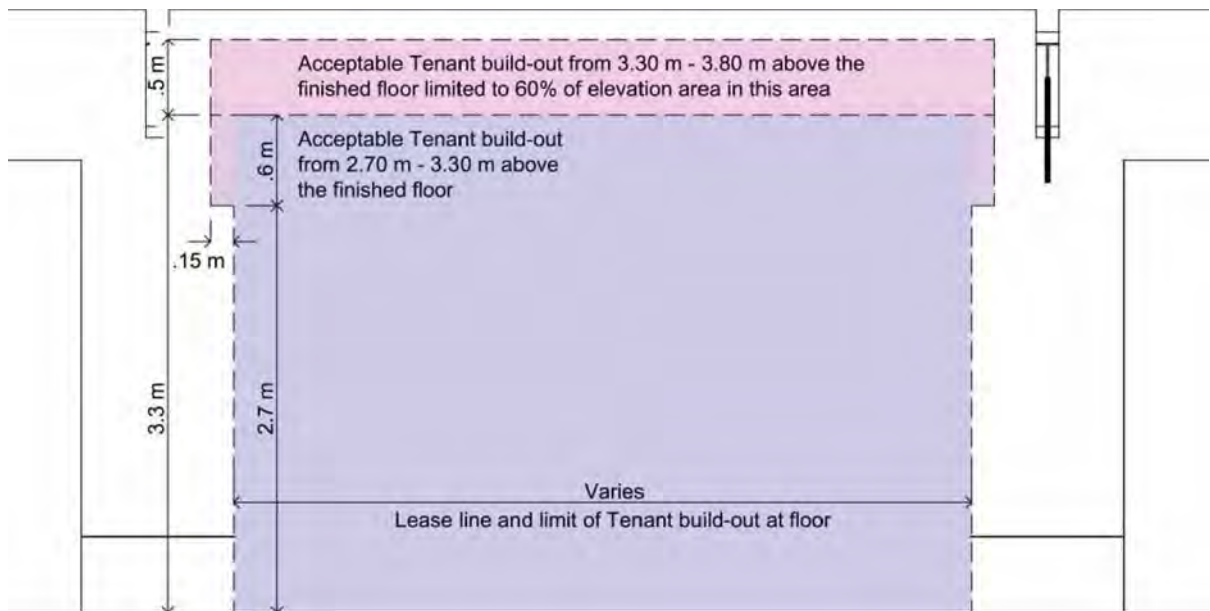 .5 m
Acceptable Tenant build-out from 3.30 m - 3.80 m above the
finished floor limited to 60% of elevation area in this area
.6 m
Acceptable Tenant build-out
from 2.70 m - 3.30 m above
the finished floor
.15 m
3.3 m
2.7 m
Varies
Lease line and limit of Tenant build-out at floor